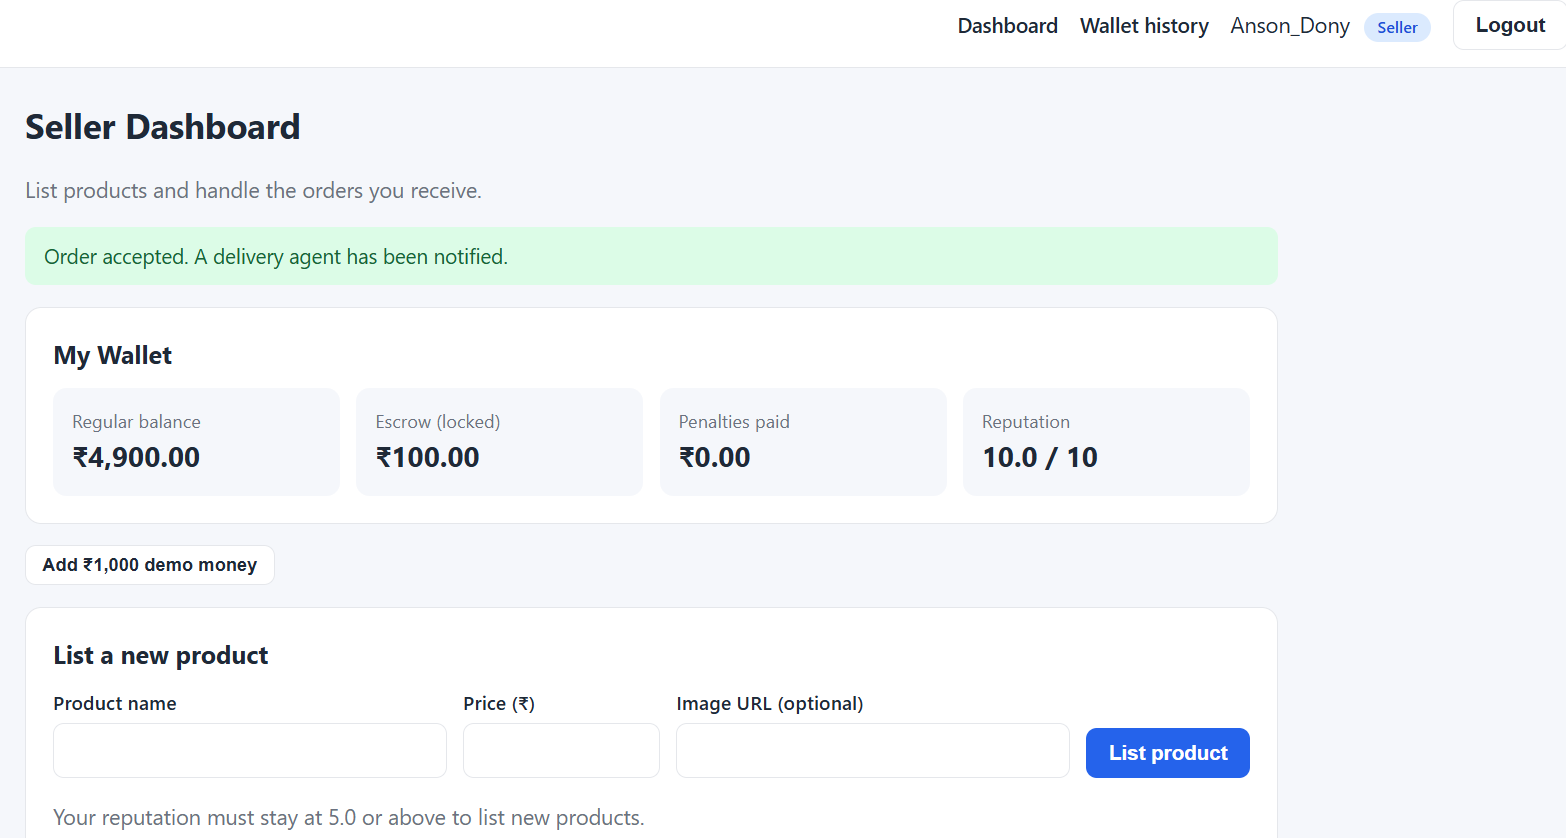 Dashboard Wallet history Anson_Dony Seller Logout
Seller Dashboard
List products and handle the orders you receive.
Order accepted. A delivery agent has been notified.
My Wallet
Regular balance Escrow (locked) Penalties paid Reputation
₹4,900.00 ₹100.00 ₹0.00 10.0 / 10
Add ₹1,000 demo money
List a new product
Product name Price (₹) Image URL (optional)
List product
Your reputation must stay at 5.0 or above to list new products.